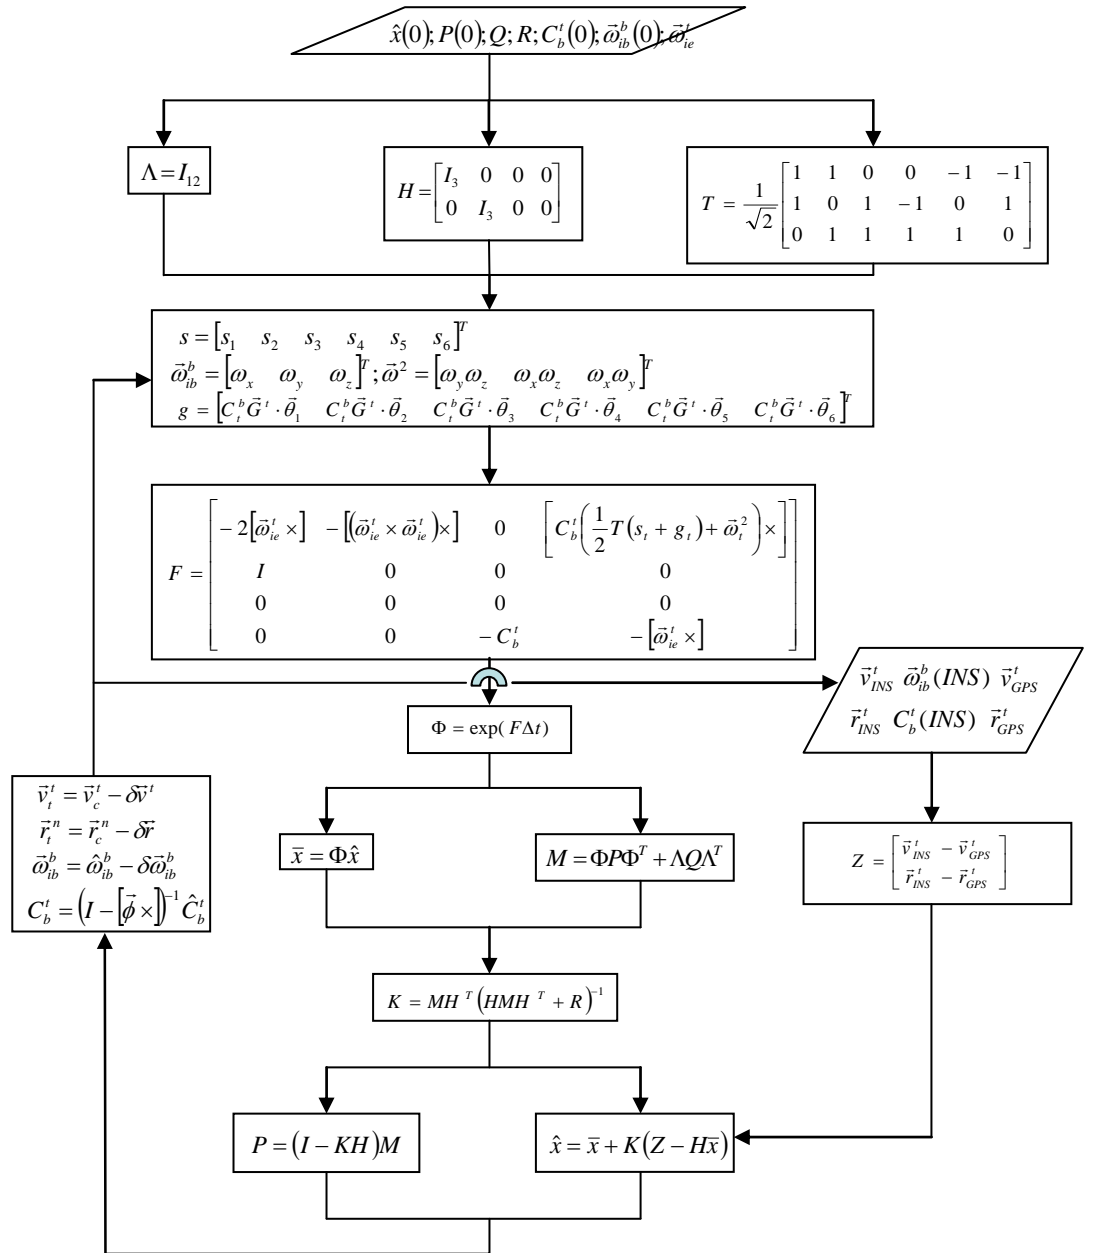 x̂(0); P(0); Q; R; C_b^t(0); ω⃗_ib^b(0); ω⃗_ie^t
Λ = I_12
H = [I_3 0 0 0
0 I_3 0 0]
T = 1/√2 [1 1 0 0 -1 -1
1 0 1 -1 0 1
0 1 1 1 1 0]
s = [s_1 s_2 s_3 s_4 s_5 s_6]^T
ω⃗_ib^b = [ω_x ω_y ω_z]^T; ω⃗^2 = [ω_yω_z ω_xω_z ω_xω_y]^T
g = [C_t^b G⃗^t · θ⃗_1 C_t^b G⃗^t · θ⃗_2 C_t^b G⃗^t · θ⃗_3 C_t^b G⃗^t · θ⃗_4 C_t^b G⃗^t · θ⃗_5 C_t^b G⃗^t · θ⃗_6]^T
F = [-2[ω⃗_ie^t ×] -[(ω⃗_ie^t × ω⃗_ie^t)×] 0 [C_b^t(1/2 T(s_t + g_t) + ω⃗_t^2)×]
I 0 0 0
0 0 0 0
0 0 -C_b^t -[ω⃗_ie^t ×]]
v⃗_INS^t ω⃗_ib^b(INS) v⃗_GPS^t
r⃗_INS^t C_b^t(INS) r⃗_GPS^t
Φ = exp(FΔt)
v⃗_t^t = v⃗_c^t - δv⃗^t
r⃗_t^n = r⃗_c^n - δr⃗
ω⃗_ib^b = ω̂_ib^b - δω⃗_ib^b
C_b^t = (I - [φ⃗ ×])^-1 Ĉ_b^t
x̄ = Φx̂
M = ΦPΦ^T + ΛQΛ^T
Z = [v⃗_INS^t - v⃗_GPS^t
r⃗_INS^t - r⃗_GPS^t]
K = MH^T(HMH^T + R)^-1
P = (I - KH)M
x̂ = x̄ + K(Z - Hx̄)